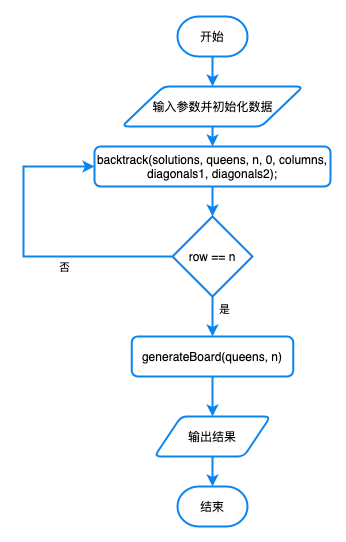 开始
输入参数并初始化数据
backtrack(solutions, queens, n, 0, columns,
diagonals1, diagonals2);
row == n
否
是
generateBoard(queens, n)
输出结果
结束